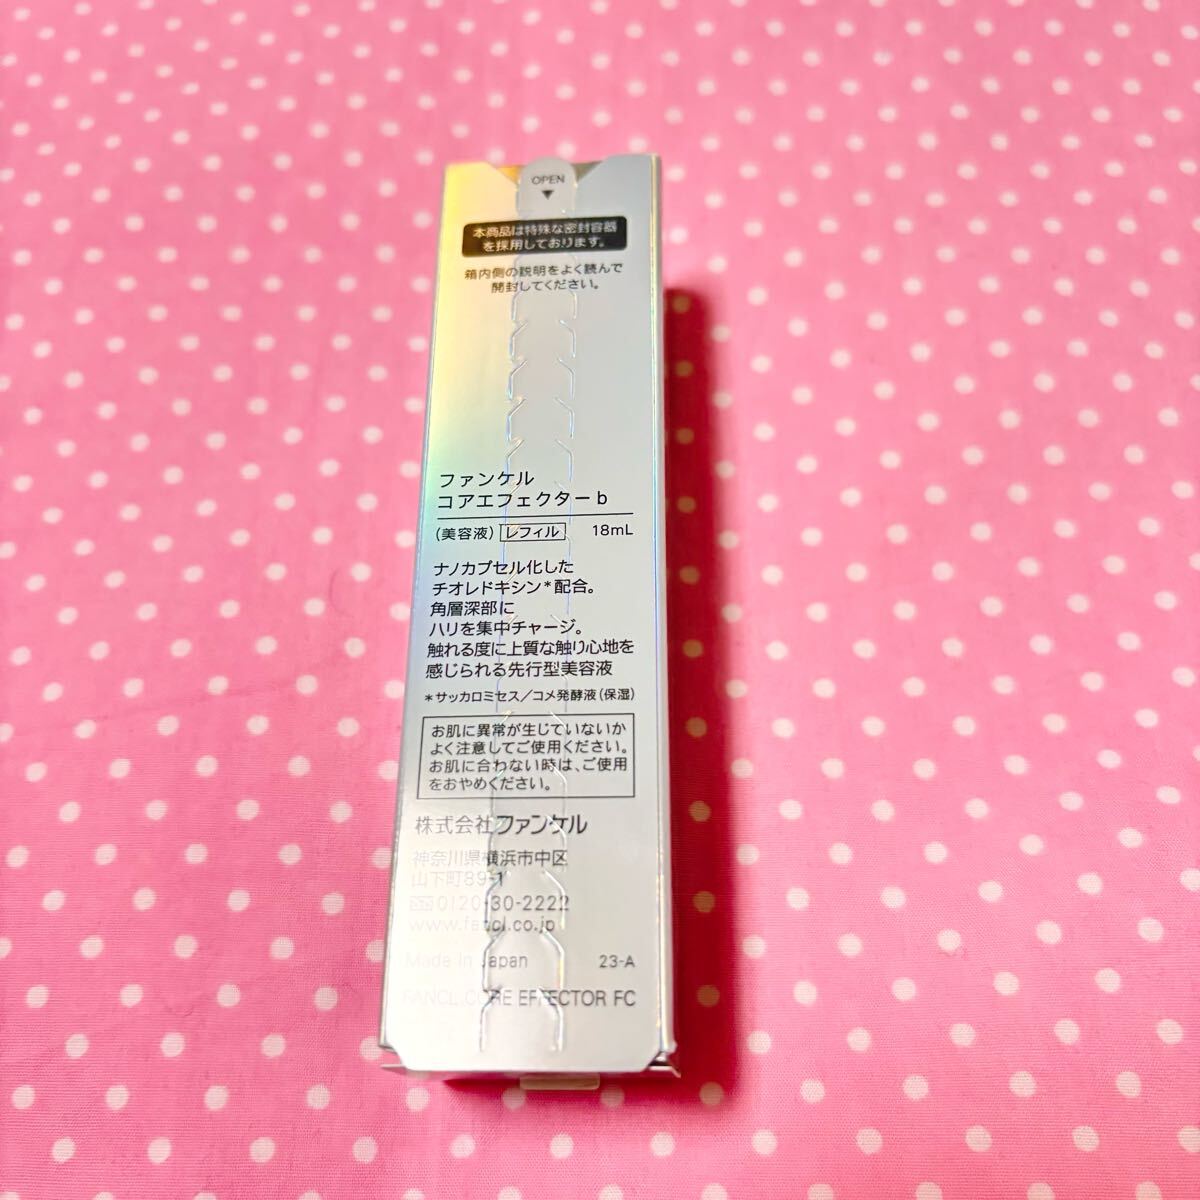 OPEN
▼
本商品は特殊な密封容器
を採用しております。
箱内側の説明をよく読んで
開封してください。
ファンケル
コアエフェクターb
(美容液) レフィル 18mL
ナノカプセル化した
チオレドキシン*配合。
角層深部に
ハリを集中チャージ。
触れる度に上質な触り心地を
感じられる先行型美容液
*サッカロミセス/コメ発酵液(保湿)
お肌に異常が生じていないか
よく注意してご使用ください。
お肌に合わない時は、ご使用
をおやめください。
株式会社ファンケル
神奈川県横浜市中区
山下町89-1
0120-30-2222
www.fancl.co.jp
Made in Japan 23-A
FANCL CORE EFFECTOR FC